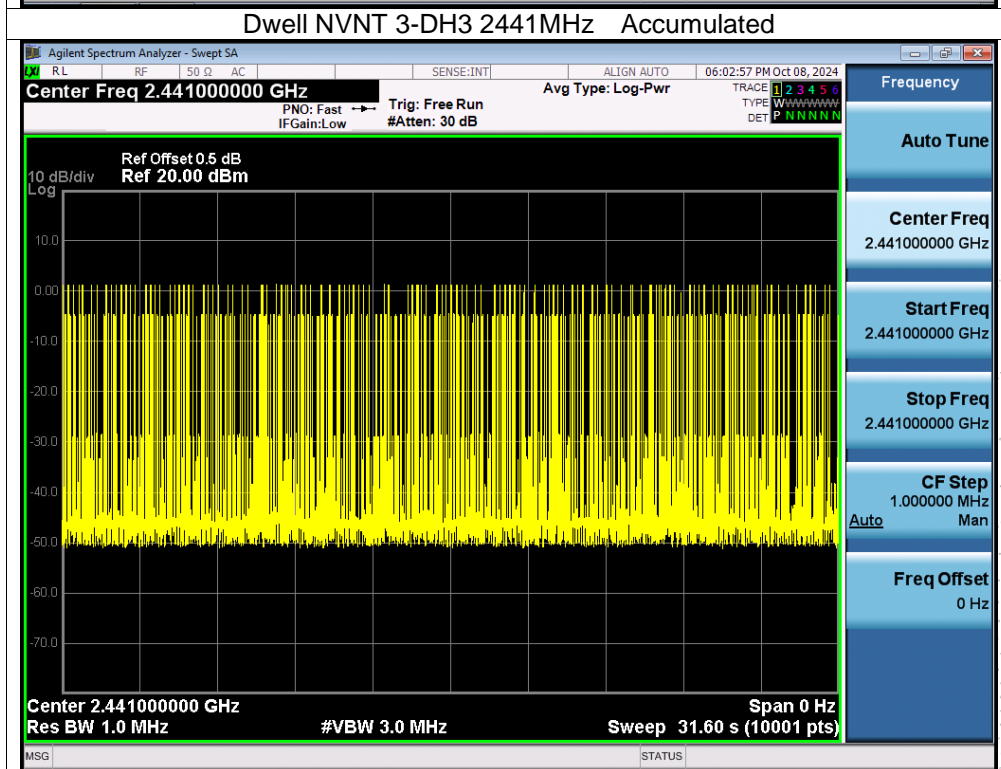 Dwell NVNT 3-DH3 2441MHz Accumulated
Agilent Spectrum Analyzer - Swept SA
LXI RL RF 50 Ω AC SENSE:INT ALIGN AUTO 06:02:57 PM Oct 08, 2024
Center Freq 2.441000000 GHz
PNO: Fast
IFGain:Low
Trig: Free Run
#Atten: 30 dB
Avg Type: Log-Pwr
TRACE 1 2 3 4 5 6
TYPE WWWWWW
DET P N N N N N
Frequency
Auto Tune
Center Freq
2.441000000 GHz
Start Freq
2.441000000 GHz
Stop Freq
2.441000000 GHz
CF Step
1.000000 MHz
Auto Man
Freq Offset
0 Hz
Ref Offset 0.5 dB
10 dB/div Ref 20.00 dBm
Log
10.0
0.00
-10.0
-20.0
-30.0
-40.0
-50.0
-60.0
-70.0
Center 2.441000000 GHz Span 0 Hz
Res BW 1.0 MHz #VBW 3.0 MHz Sweep 31.60 s (10001 pts)
MSG STATUS